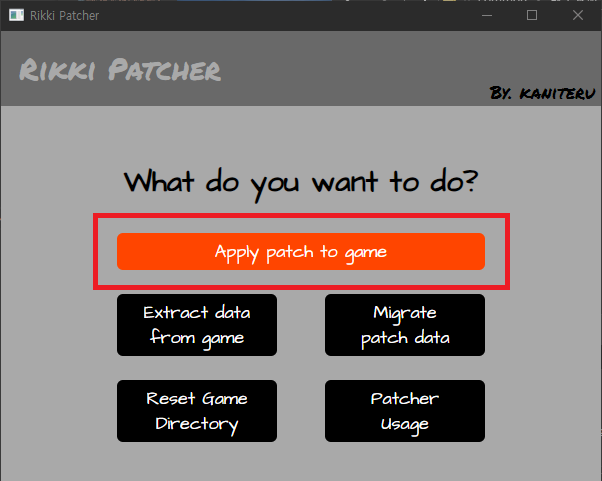 Rikki Patcher
Rikki Patcher
By. kaniteru
What do you want to do?
Apply patch to game
Extract data
from game
Migrate
patch data
Reset Game
Directory
Patcher
Usage